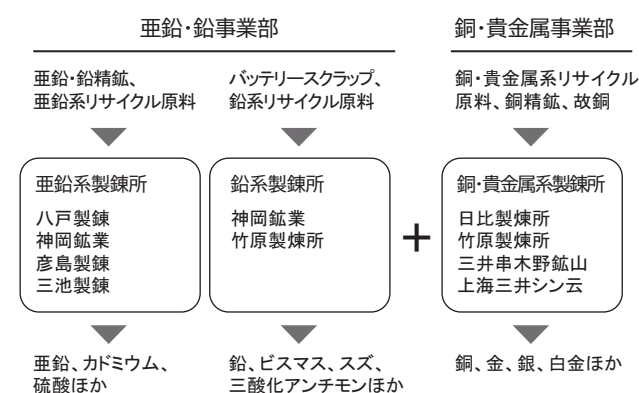 亜鉛・鉛事業部
亜鉛・鉛精鉱、
亜鉛系リサイクル原料
バッテリースクラップ、
鉛系リサイクル原料
亜鉛系製錬所
八戸製錬
神岡鉱業
彦島製錬
三池製錬
鉛系製錬所
神岡鉱業
竹原製煉所
亜鉛、カドミウム、
硫酸ほか
鉛、ビスマス、スズ、
三酸化アンチモンほか
+
銅・貴金属事業部
銅・貴金属系リサイクル
原料、銅精鉱、故銅
銅・貴金属系製錬所
日比製煉所
竹原製煉所
三井串木野鉱山
上海三井シン云
銅、金、銀、白金ほか